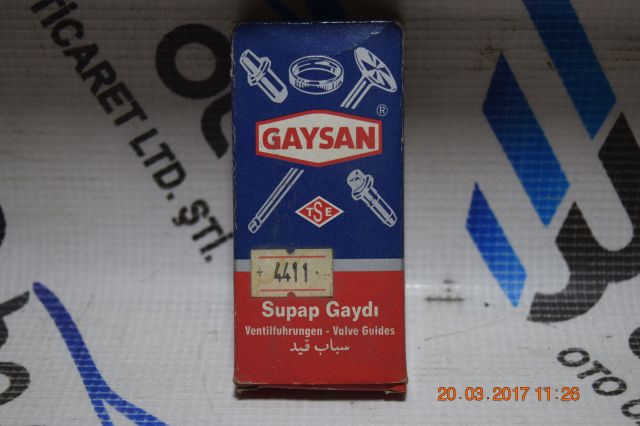 TİCARET LTD. ŞTİ.
GAYSAN
®
TSE
4411
Supap Gaydı
Ventilfuhrungen - Valve Guides
سباب قيد
OTO
20.03.2017 11:26